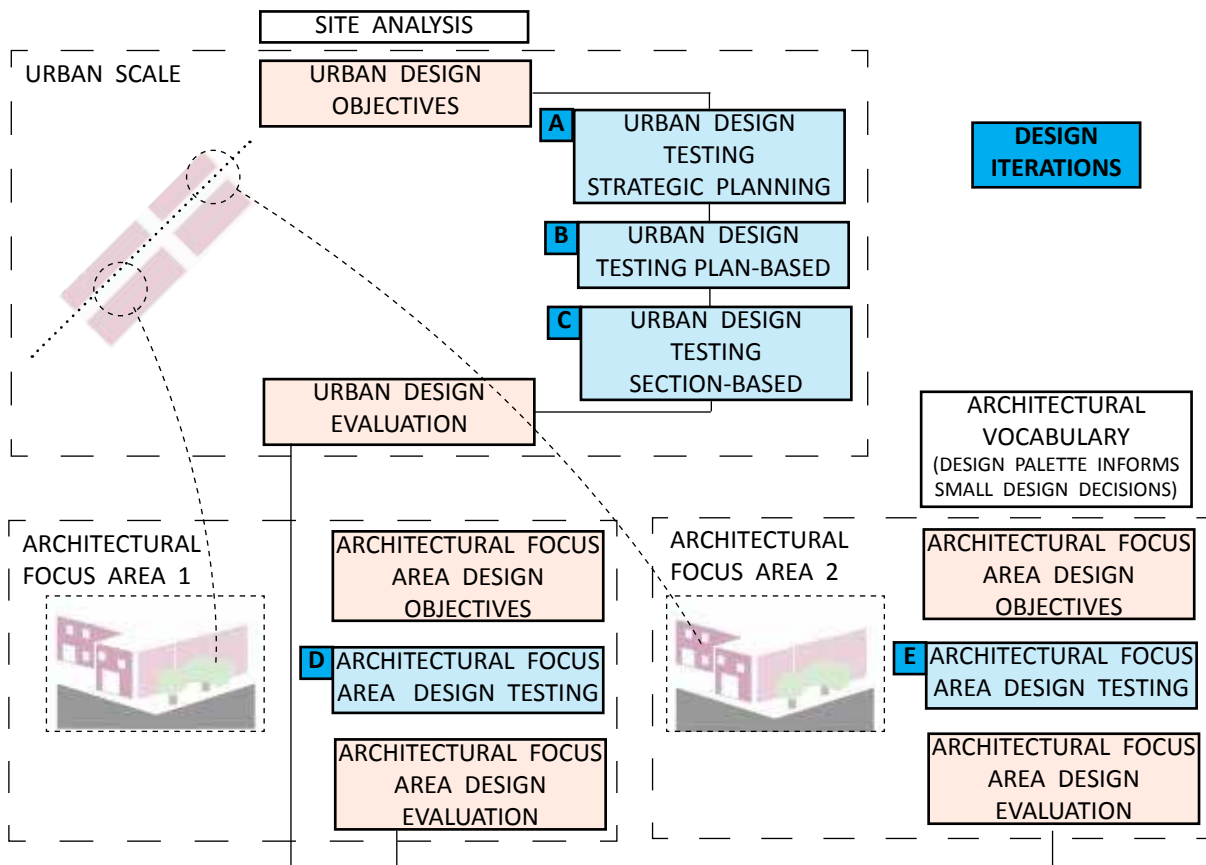 SITE ANALYSIS
URBAN SCALE
URBAN DESIGN
OBJECTIVES
A
URBAN DESIGN
TESTING
STRATEGIC PLANNING
DESIGN
ITERATIONS
B
URBAN DESIGN
TESTING PLAN-BASED
C
URBAN DESIGN
TESTING
SECTION-BASED
URBAN DESIGN
EVALUATION
ARCHITECTURAL
VOCABULARY
(DESIGN PALETTE INFORMS
SMALL DESIGN DECISIONS)
ARCHITECTURAL
FOCUS AREA 1
ARCHITECTURAL FOCUS
AREA DESIGN
OBJECTIVES
D
ARCHITECTURAL FOCUS
AREA DESIGN TESTING
ARCHITECTURAL FOCUS
AREA DESIGN
EVALUATION
ARCHITECTURAL
FOCUS AREA 2
ARCHITECTURAL FOCUS
AREA DESIGN
OBJECTIVES
E
ARCHITECTURAL FOCUS
AREA DESIGN TESTING
ARCHITECTURAL FOCUS
AREA DESIGN
EVALUATION